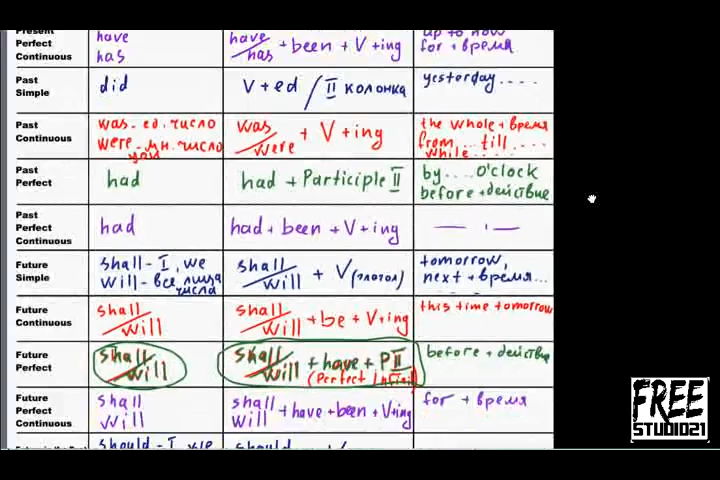 Present
Perfect
Continuous
have
has
have/has + been + V + ing
up to now
for + время
Past
Simple
did
V + ed / II колонка
yesterday.....
Past
Continuous
was - ед. число
were - мн. число
you
was/were + V + ing
the whole + время
from... till....
while....
Past
Perfect
had
had + Participle II
by.... o'clock
before + действие
Past
Perfect
Continuous
had
had + been + V + ing
— " —
Future
Simple
shall - I, we
will - все лица
числа
shall/will + V (глагол)
tomorrow,
next + время...
Future
Continuous
shall/will
shall/will + be + V + ing
this time tomorrow
Future
Perfect
shall/will
shall/will + have + PII
(Perfect Infinit)
before + действие
Future
Perfect
Continuous
shall
will
shall
will + have + been + V + ing
for + время
should - I, we
should
FREE
STUDIO21